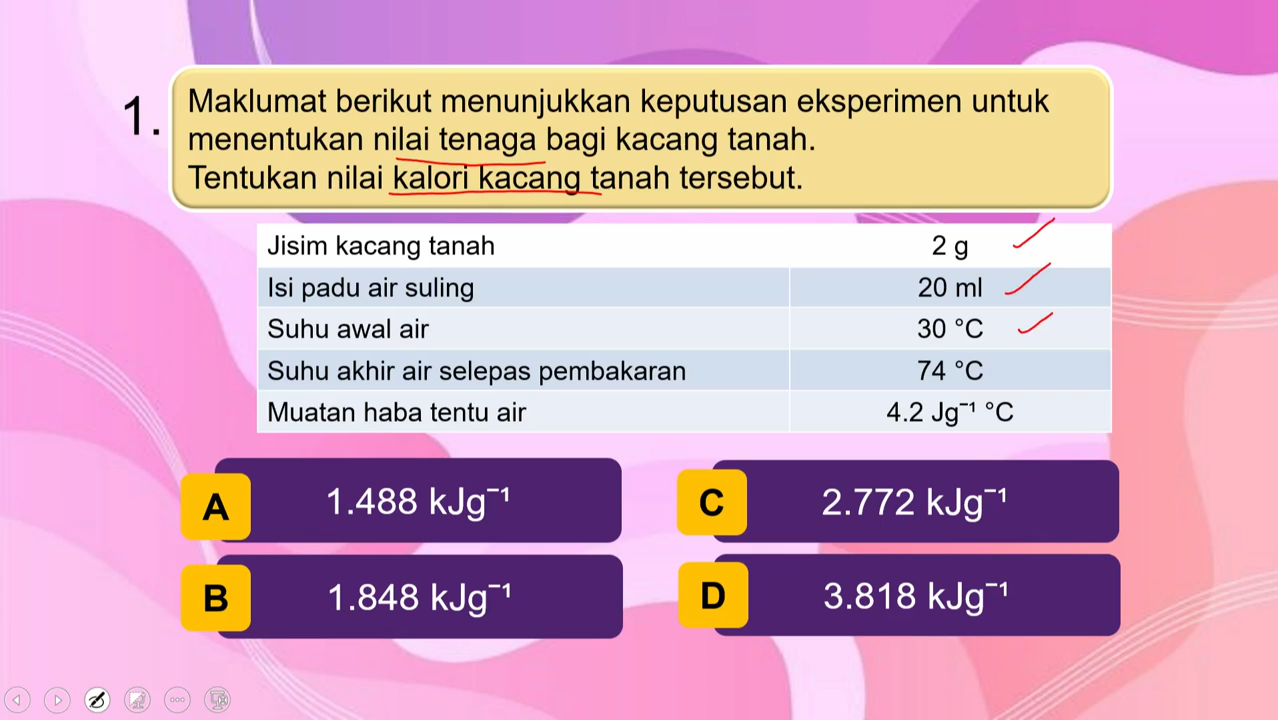 1.
Maklumat berikut menunjukkan keputusan eksperimen untuk
menentukan nilai tenaga bagi kacang tanah.
Tentukan nilai kalori kacang tanah tersebut.
Jisim kacang tanah 2 g
Isi padu air suling 20 ml
Suhu awal air 30 °C
Suhu akhir air selepas pembakaran 74 °C
Muatan haba tentu air 4.2 Jg⁻¹ °C
A 1.488 kJg⁻¹
C 2.772 kJg⁻¹
B 1.848 kJg⁻¹
D 3.818 kJg⁻¹